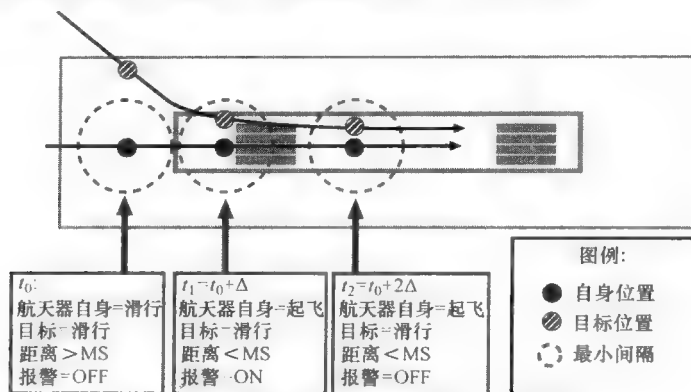 t₀:
航天器自身=滑行
目标=滑行
距离>MS
报警=OFF
t₁=t₀+Δ
航天器自身=起飞
目标=滑行
距离<MS
报警=ON
t₂=t₀+2Δ
航天器自身=起飞
目标=滑行
距离<MS
报警=OFF
图例:
自身位置
目标位置
最小间隔